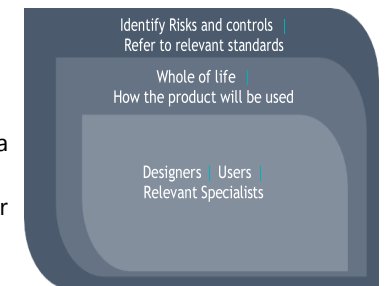 Identify Risks and controls |
Refer to relevant standards
Whole of life |
How the product will be used
a
Designers | Users |
Relevant Specialists
r